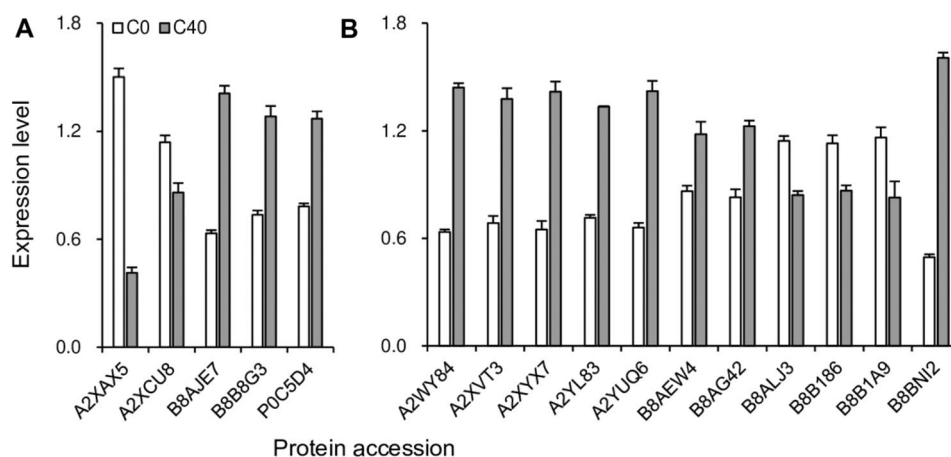 A
C0 C40
B
Expression level
1.8
1.2
0.6
0.0
1.8
1.2
0.6
0.0
A2XAX5
A2XCU8
B8AJE7
B8B8G3
P0C5D4
A2WY84
A2XVT3
A2XYX7
A2YL83
A2YUQ6
B8AEW4
B8AG42
B8ALJ3
B8B186
B8B1A9
B8BNI2
Protein accession